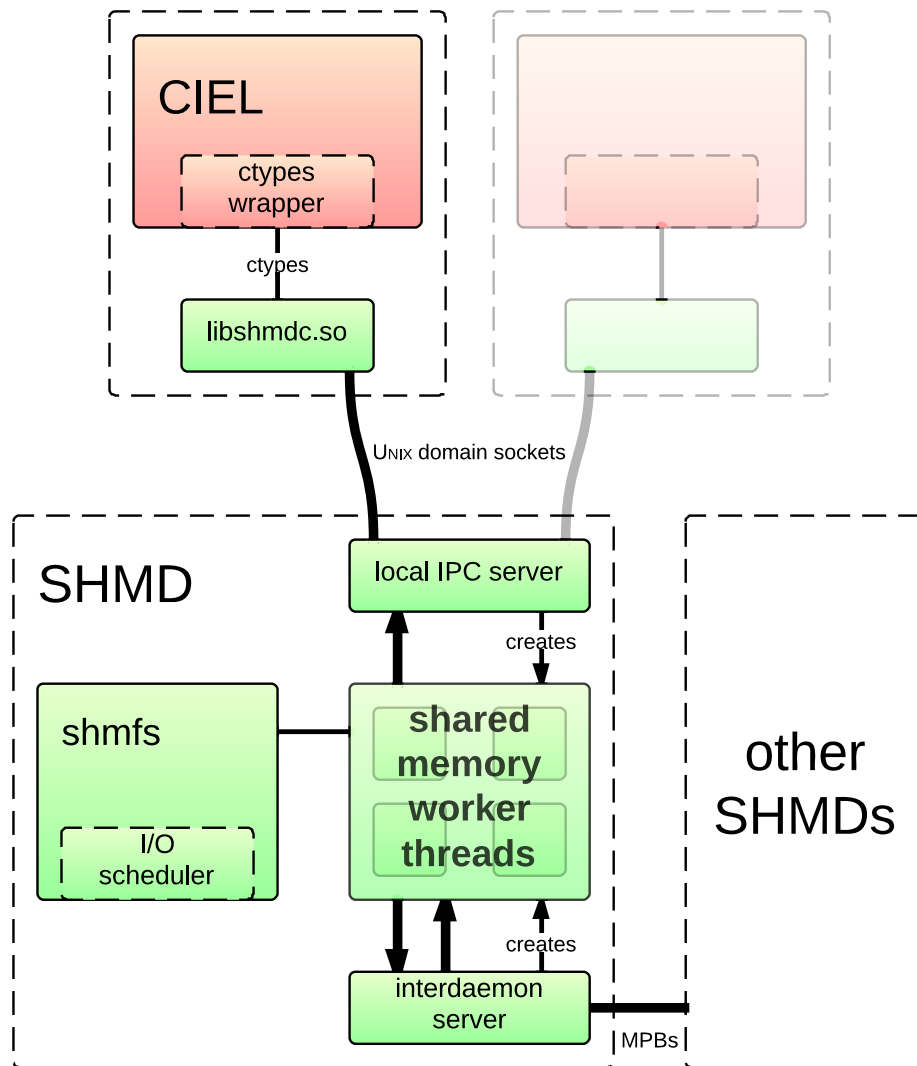 CIEL
ctypes
wrapper
ctypes
libshmdc.so
UNIX domain sockets
SHMD
local IPC server
creates
shmfs
shared
memory
worker
threads
other
SHMDs
I/O
scheduler
creates
interdaemon
server
MPBs